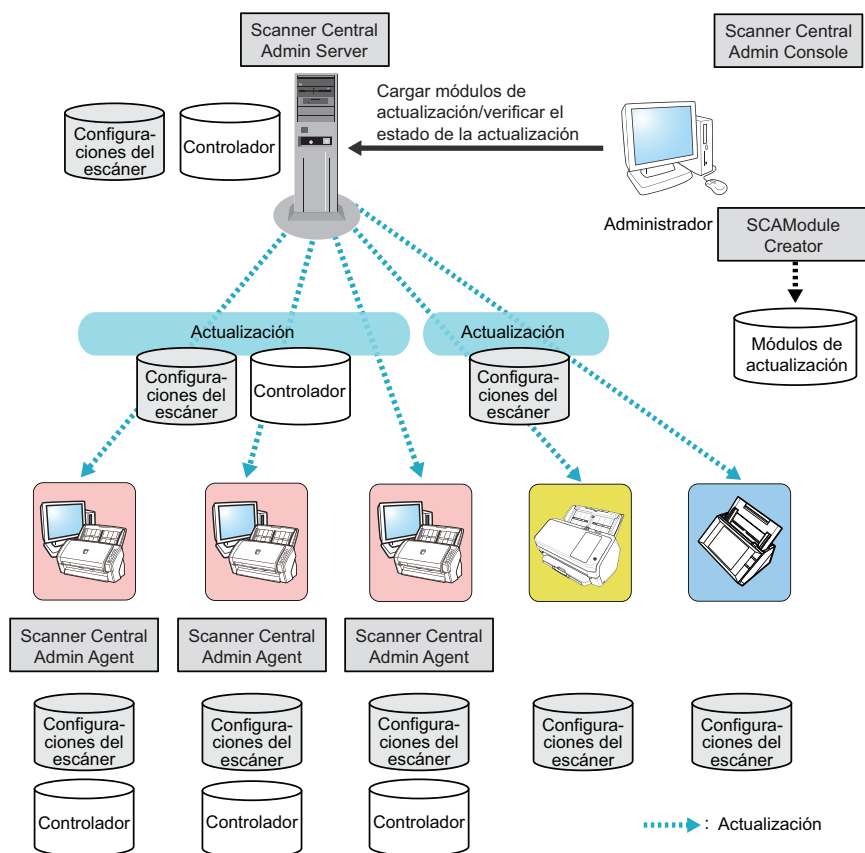 Scanner Central
Admin Server
Scanner Central
Admin Console
Cargar módulos de
actualización/verificar el
estado de la actualización
Configura-
ciones del
escáner
Controlador
Administrador
SCAModule
Creator
Módulos de
actualización
Actualización
Configura-
ciones del
escáner
Controlador
Actualización
Configura-
ciones del
escáner
Scanner Central
Admin Agent
Scanner Central
Admin Agent
Scanner Central
Admin Agent
Configura-
ciones del
escáner
Configura-
ciones del
escáner
Configura-
ciones del
escáner
Configura-
ciones del
escáner
Configura-
ciones del
escáner
Controlador
Controlador
Controlador
: Actualización